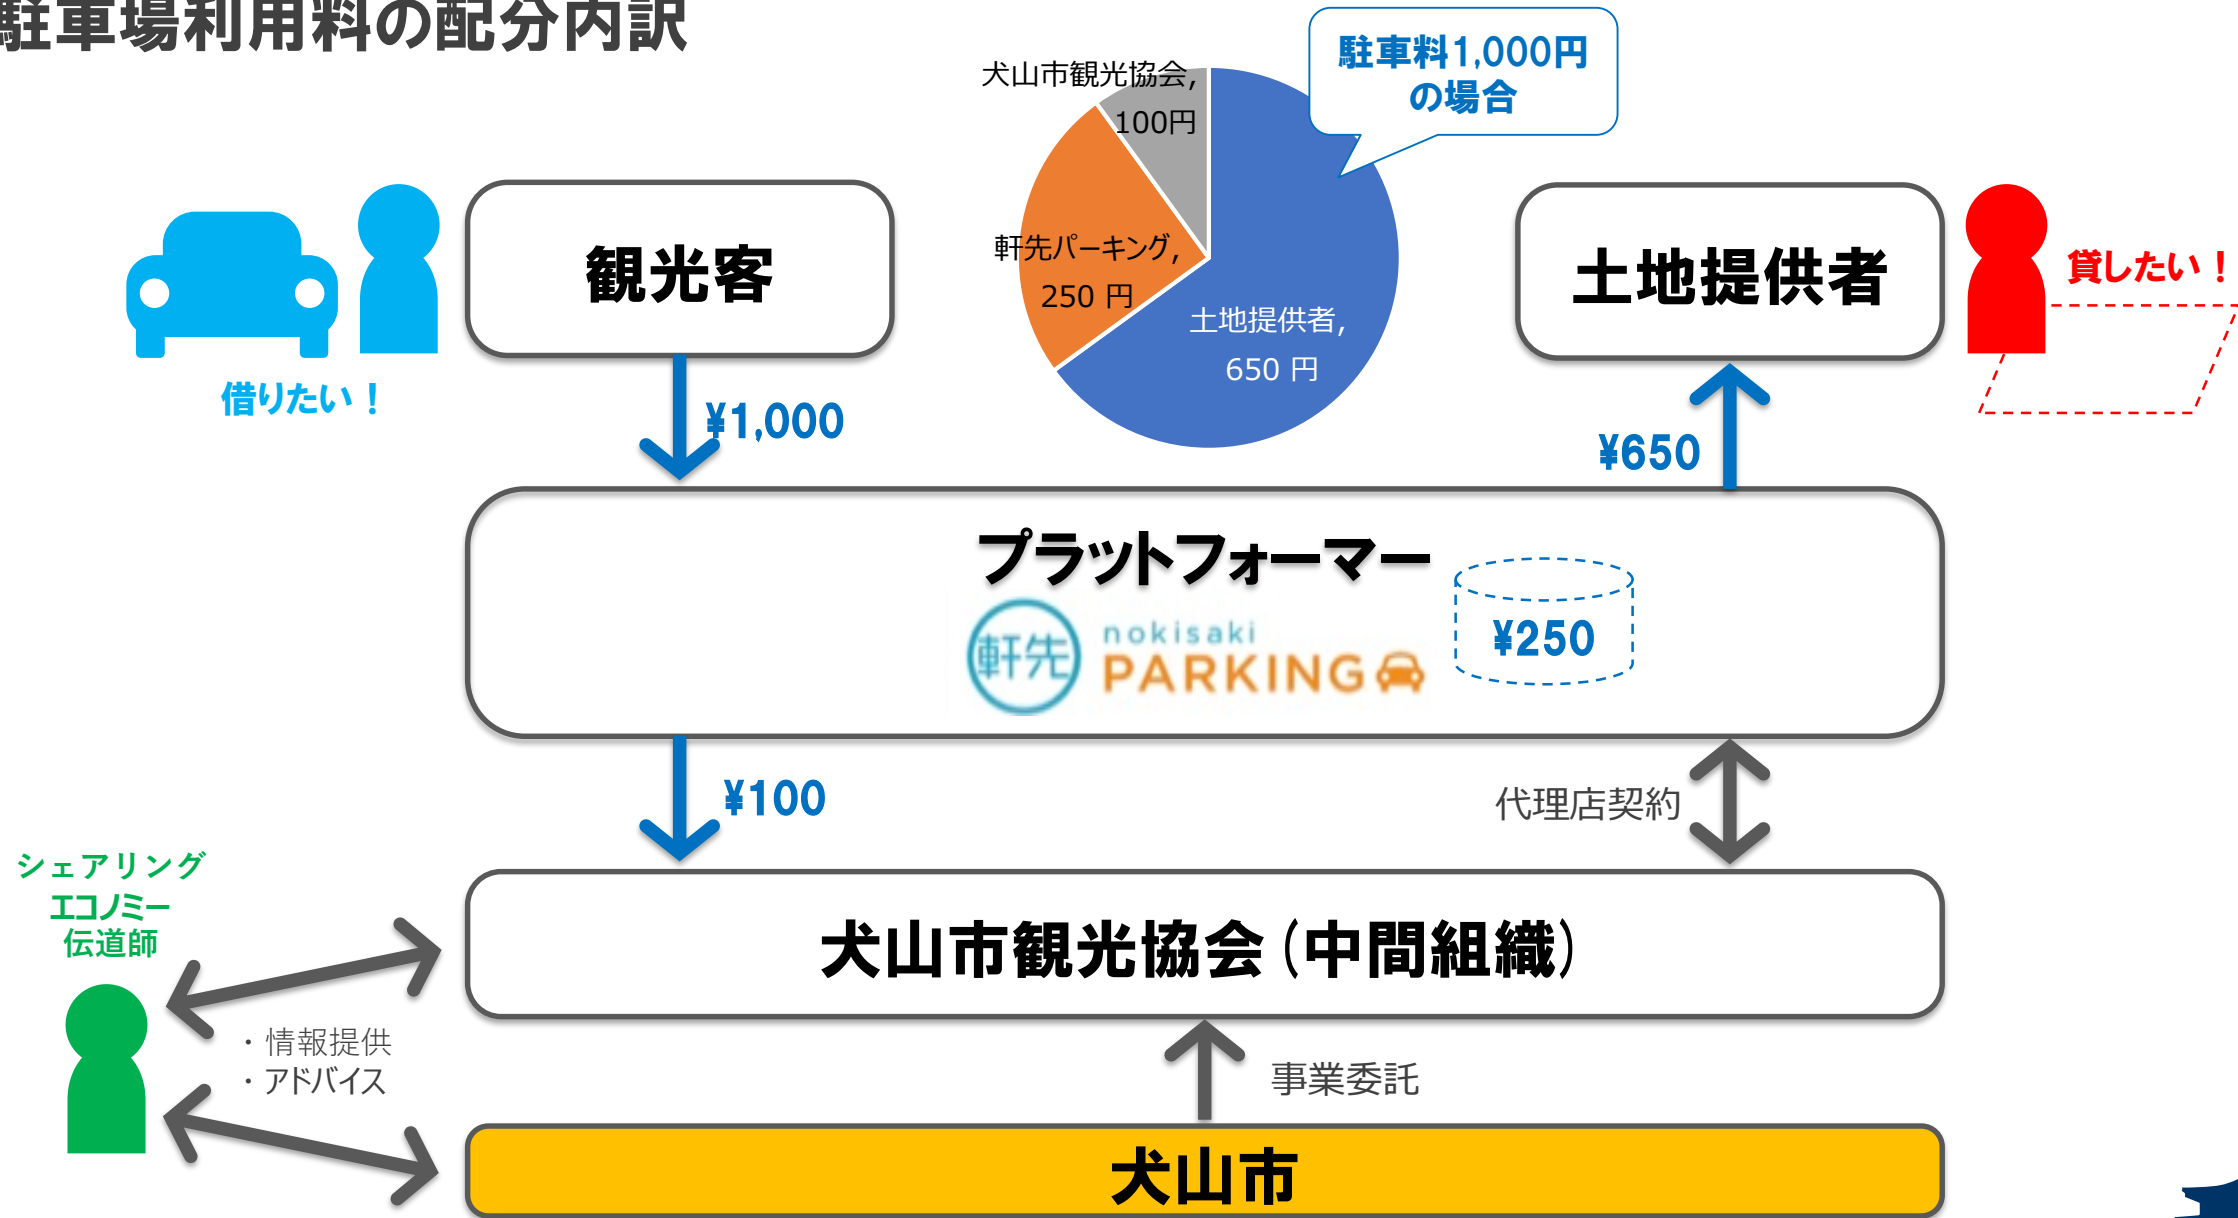 駐車場利用料の配分内訳
駐車料1,000円
の場合
犬山市観光協会,
100円
軒先パーキング,
250 円
土地提供者,
650 円
観光客
借りたい！
土地提供者
貸したい！
¥1,000
¥650
プラットフォーマー
軒先
nokisaki
PARKING
¥250
¥100
代理店契約
シェアリング
エコノミー
伝道師
犬山市観光協会（中間組織）
・情報提供
・アドバイス
事業委託
犬山市